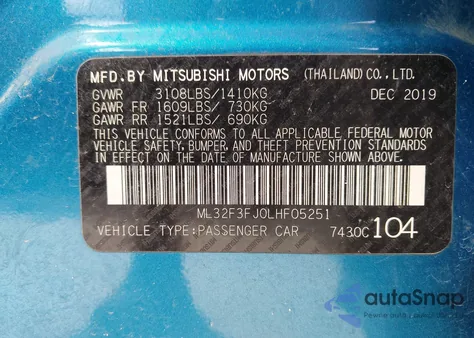 MFD.BY MITSUBISHI MOTORS (THAILAND) CO., LTD.
GVWR 3108LBS/1410KG DEC 2019
GAWR FR 1609LBS/ 730KG
GAWR RR 1521LBS/ 690KG
THIS VEHICLE CONFORMS TO ALL APPLICABLE FEDERAL MOTOR
VEHICLE SAFETY, BUMPER, AND THEFT PREVENTION STANDARDS
IN EFFECT ON THE DATE OF MANUFACTURE SHOWN ABOVE.
ML32F3FJ0LHF05251
VEHICLE TYPE:PASSENGER CAR 7430C 104
autoSnap